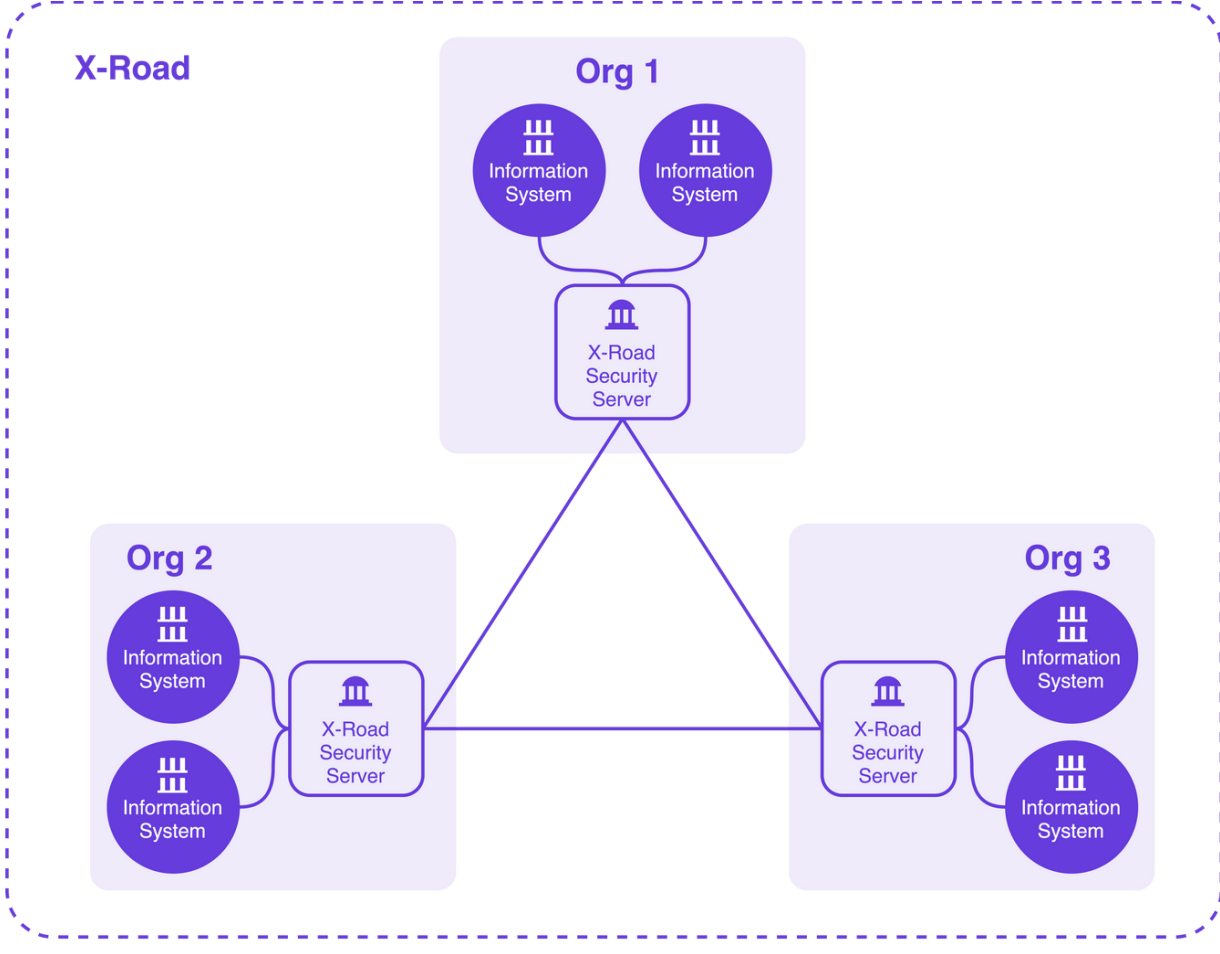 X-Road
Org 1
Information
System
Information
System
X-Road
Security
Server
Org 2
Information
System
Information
System
X-Road
Security
Server
Org 3
Information
System
Information
System
X-Road
Security
Server